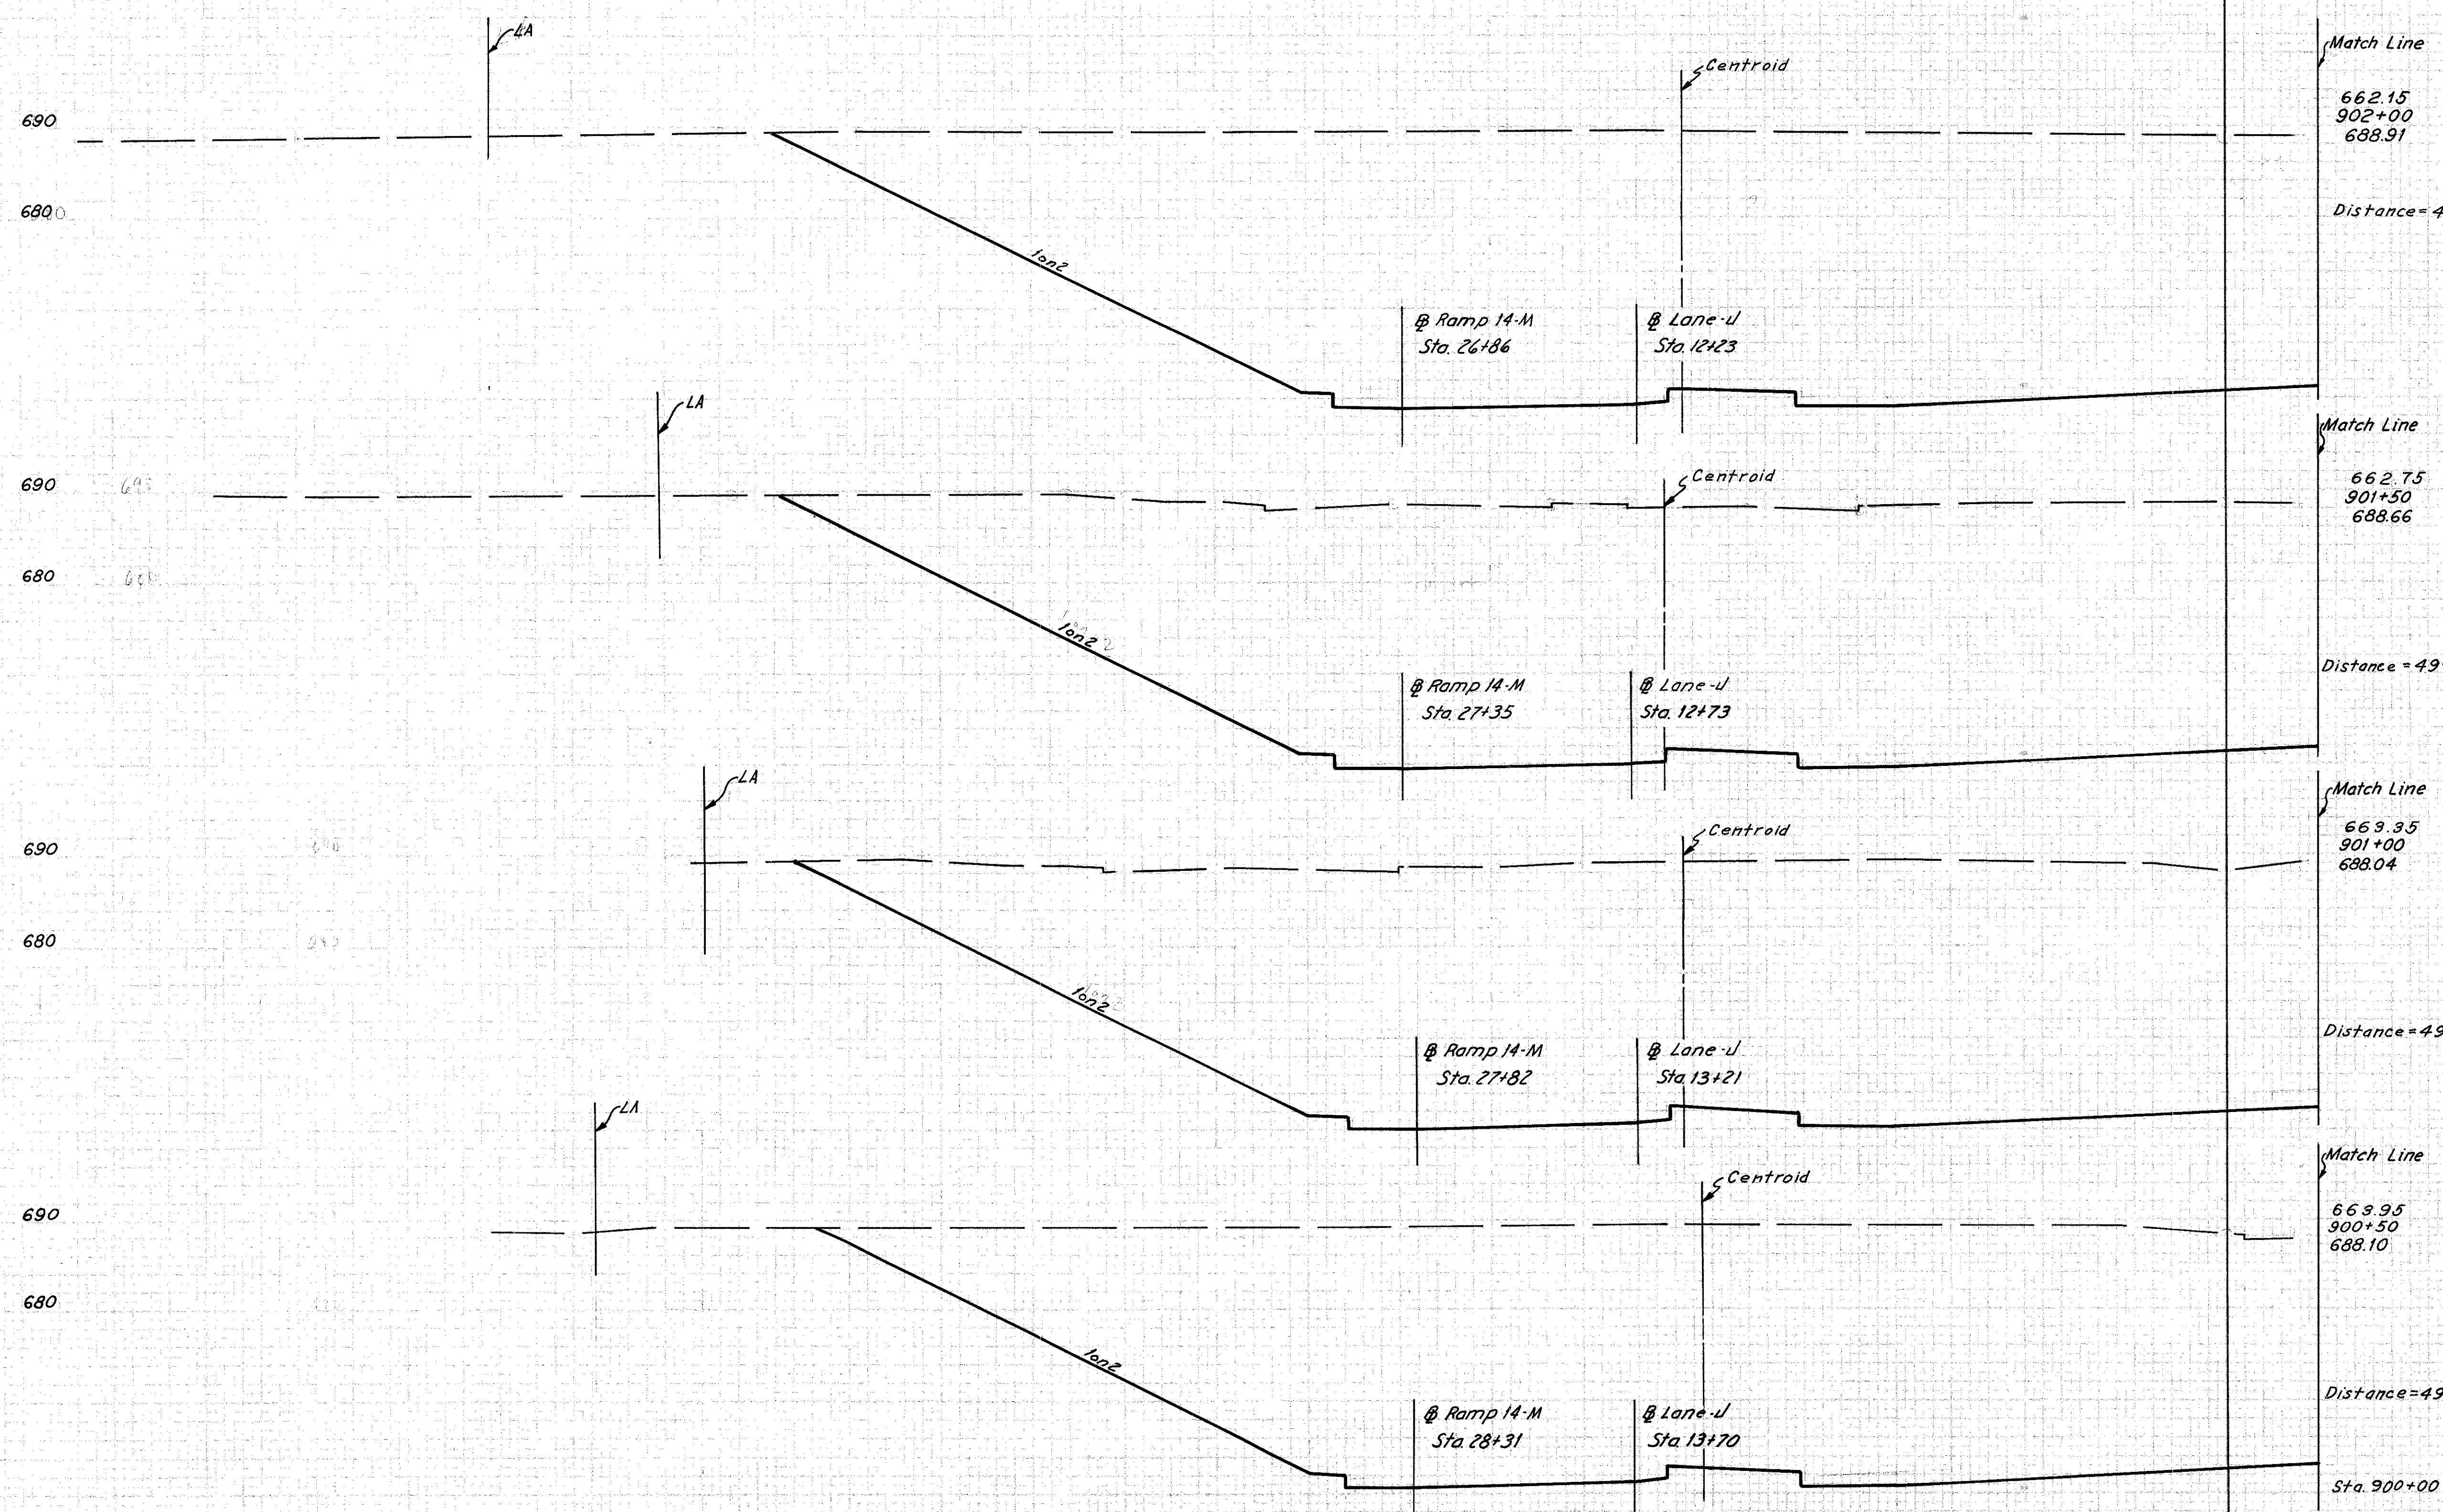 LA
Match Line
Centroid
690
662.15
902+00
688.91
680
Distance=4
1on2
℄ Ramp 14-M
Sta. 26+86
℄ Lane-J
Sta. 12+23
LA
Match Line
Centroid
690
662.75
901+50
688.66
680
1on2
Distance=49
℄ Ramp 14-M
Sta. 27+35
℄ Lane-J
Sta. 12+73
LA
Match Line
Centroid
690
663.35
901+00
688.04
680
1on2
Distance=49
℄ Ramp 14-M
Sta. 27+82
℄ Lane-J
Sta. 13+21
LA
Match Line
Centroid
690
663.95
900+50
688.10
680
1on2
Distance=49
℄ Ramp 14-M
Sta. 28+31
℄ Lane-J
Sta. 13+70
Sta. 900+00